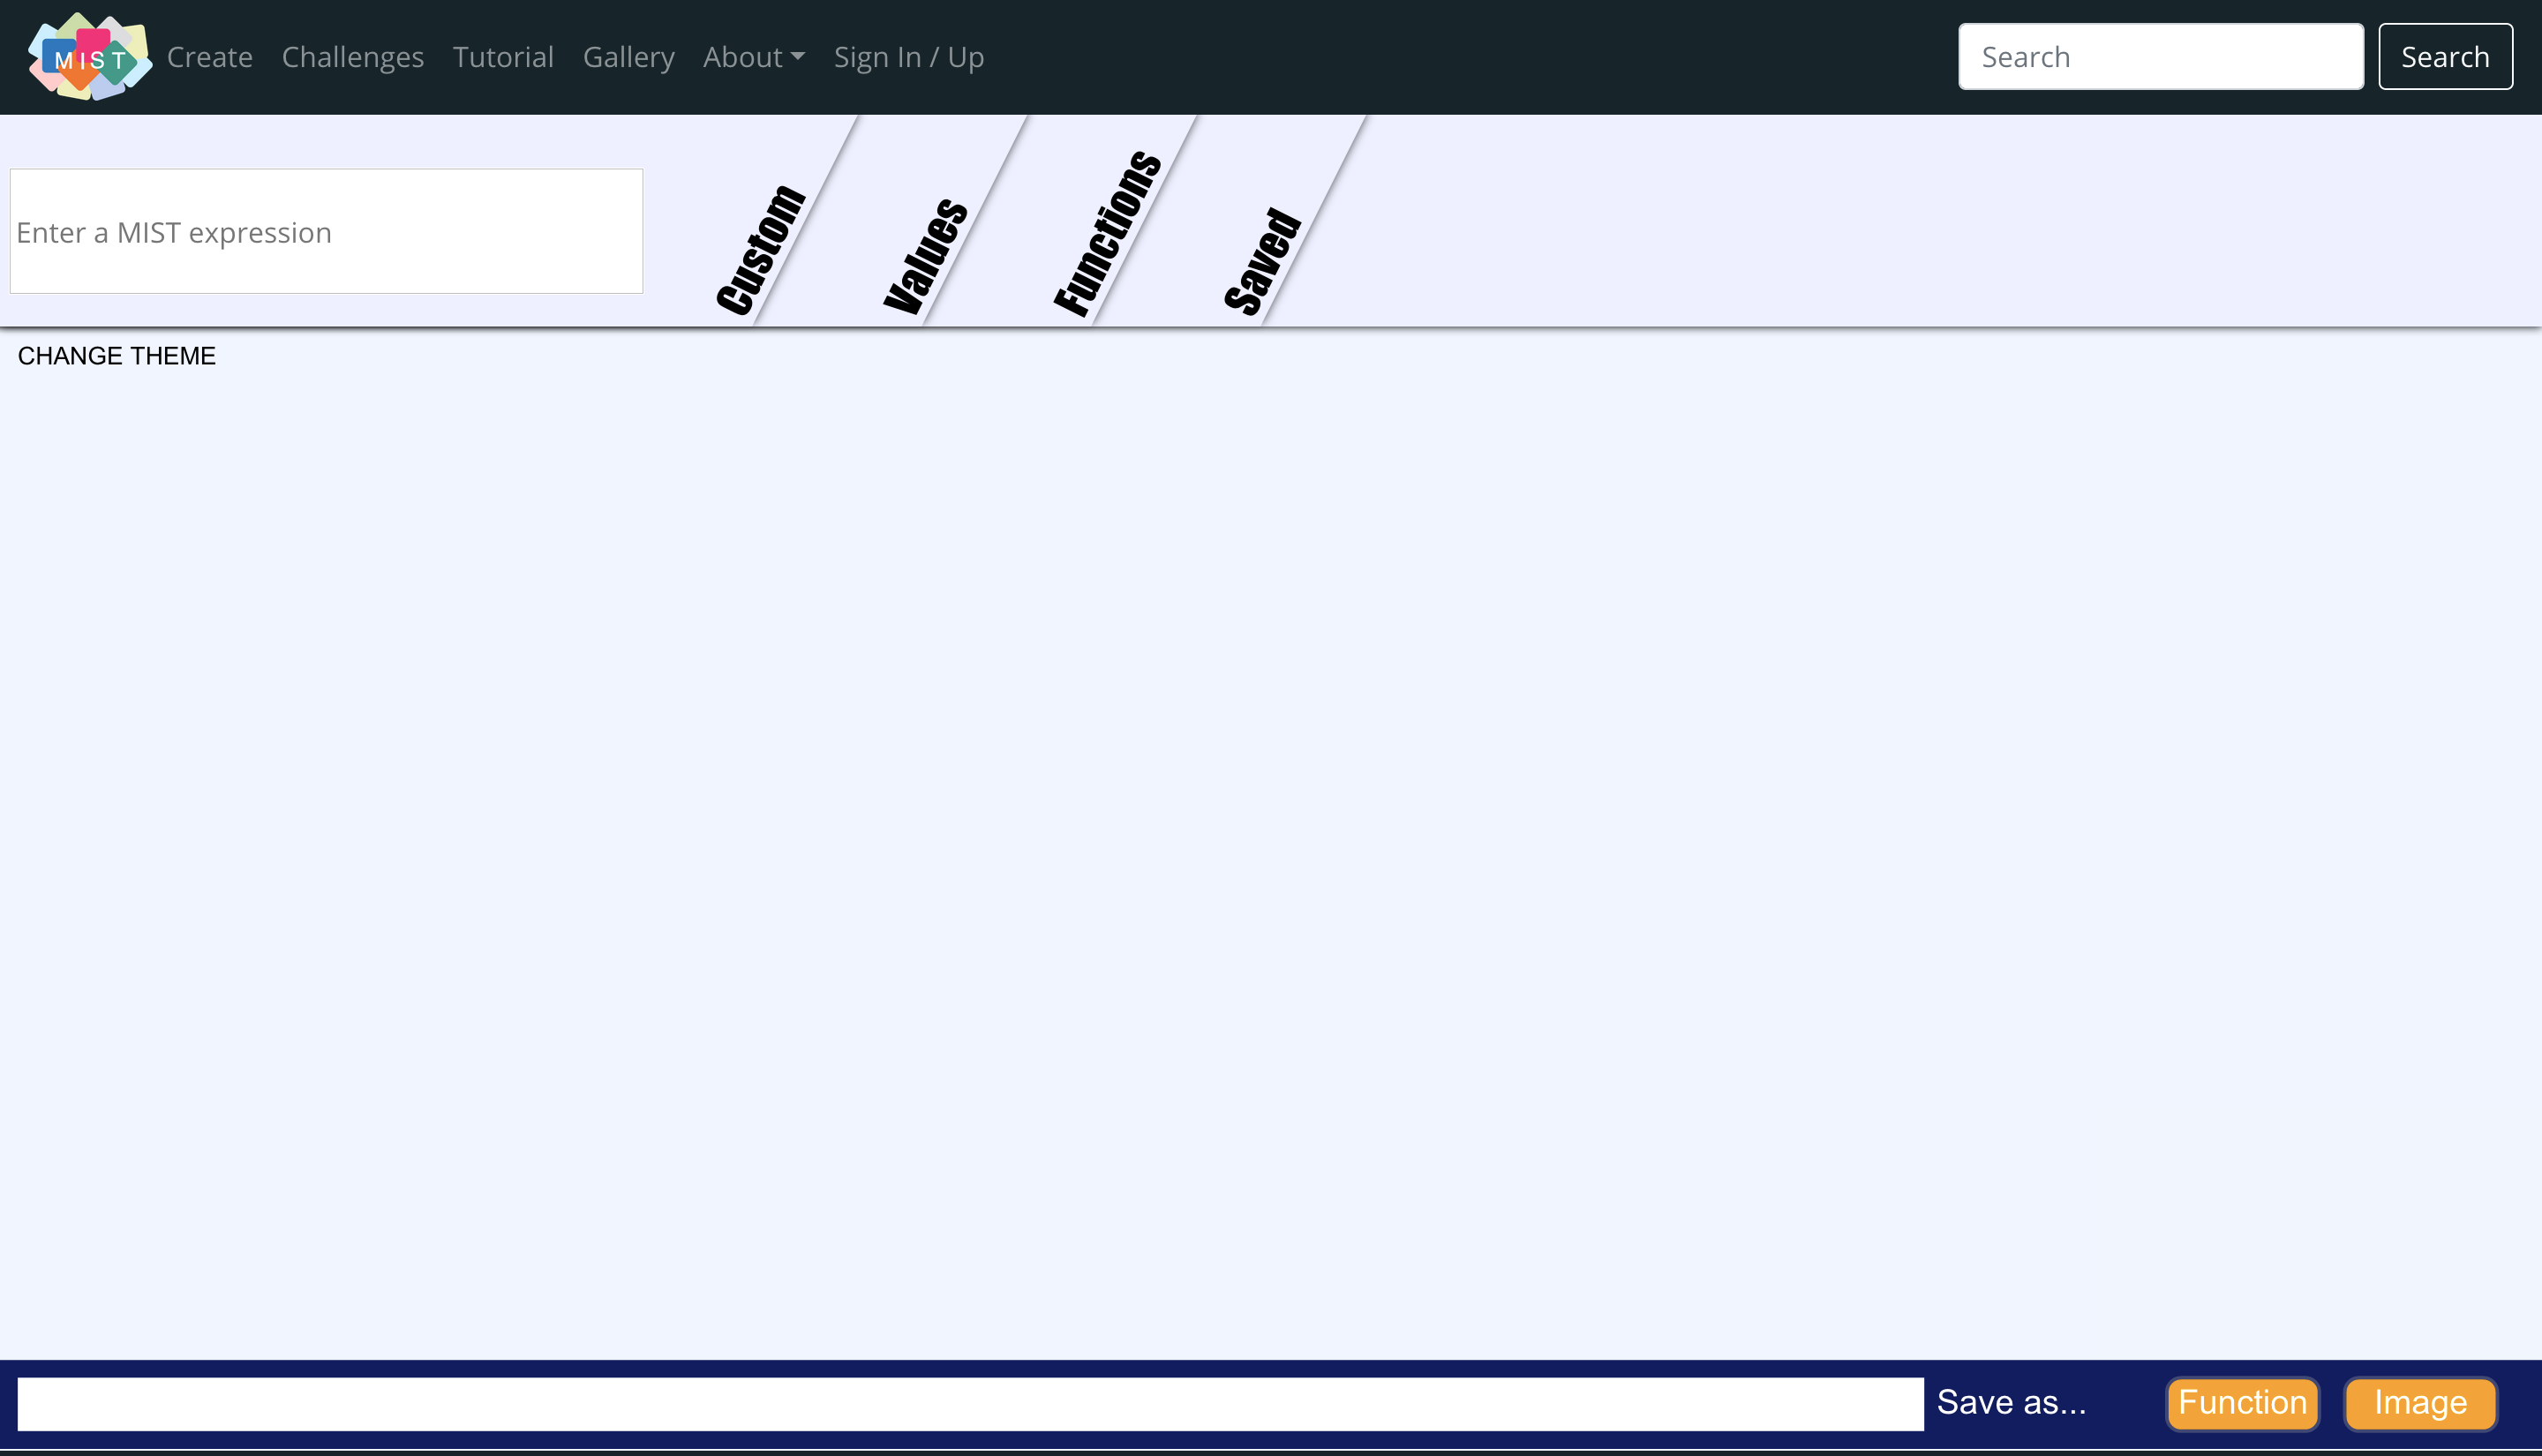 MIST Create Challenges Tutorial Gallery About Sign In / Up Search Search
Enter a MIST expression
Custom
Values
Functions
Saved
CHANGE THEME
Save as... Function Image